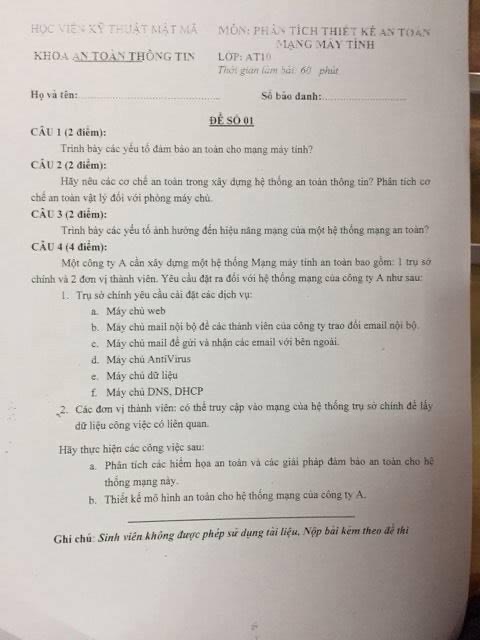 HỌC VIỆN KỸ THUẬT MẬT MÃ
MÔN: PHÂN TÍCH THIẾT KẾ AN TOÀN
MẠNG MÁY TÍNH
KHOA AN TOÀN THÔNG TIN
LỚP: AT10
Thời gian làm bài: 60 phút
Họ và tên:
Số báo danh:
ĐỀ SỐ 01
CÂU 1 (2 điểm):
Trình bày các yếu tố đảm bảo an toàn cho mạng máy tính?
CÂU 2 (2 điểm):
Hãy nêu các cơ chế an toàn trong xây dựng hệ thống an toàn thông tin? Phân tích cơ
chế an toàn vật lý đối với phòng máy chủ.
CÂU 3 (2 điểm):
Trình bày các yếu tố ảnh hưởng đến hiệu năng mạng của một hệ thống mạng an toàn?
CÂU 4 (4 điểm):
Một công ty A cần xây dựng một hệ thống Mạng máy tính an toàn bao gồm: 1 trụ sở
chính và 2 đơn vị thành viên. Yêu cầu đặt ra đối với hệ thống mạng của công ty A như sau:
1. Trụ sở chính yêu cầu cài đặt các dịch vụ:
a. Máy chủ web
b. Máy chủ mail nội bộ để các thành viên của công ty trao đổi email nội bộ.
c. Máy chủ mail để gửi và nhận các email với bên ngoài.
d. Máy chủ AntiVirus
e. Máy chủ dữ liệu
f. Máy chủ DNS, DHCP
2. Các đơn vị thành viên: có thể truy cập vào mạng của hệ thống trụ sở chính để lấy
dữ liệu công việc có liên quan.
Hãy thực hiện các công việc sau:
a. Phân tích các hiểm họa an toàn và các giải pháp đảm bảo an toàn cho hệ
thống mạng này.
b. Thiết kế mô hình an toàn cho hệ thống mạng của công ty A.
Ghi chú: Sinh viên không được phép sử dụng tài liệu, Nộp bài kèm theo đề thi